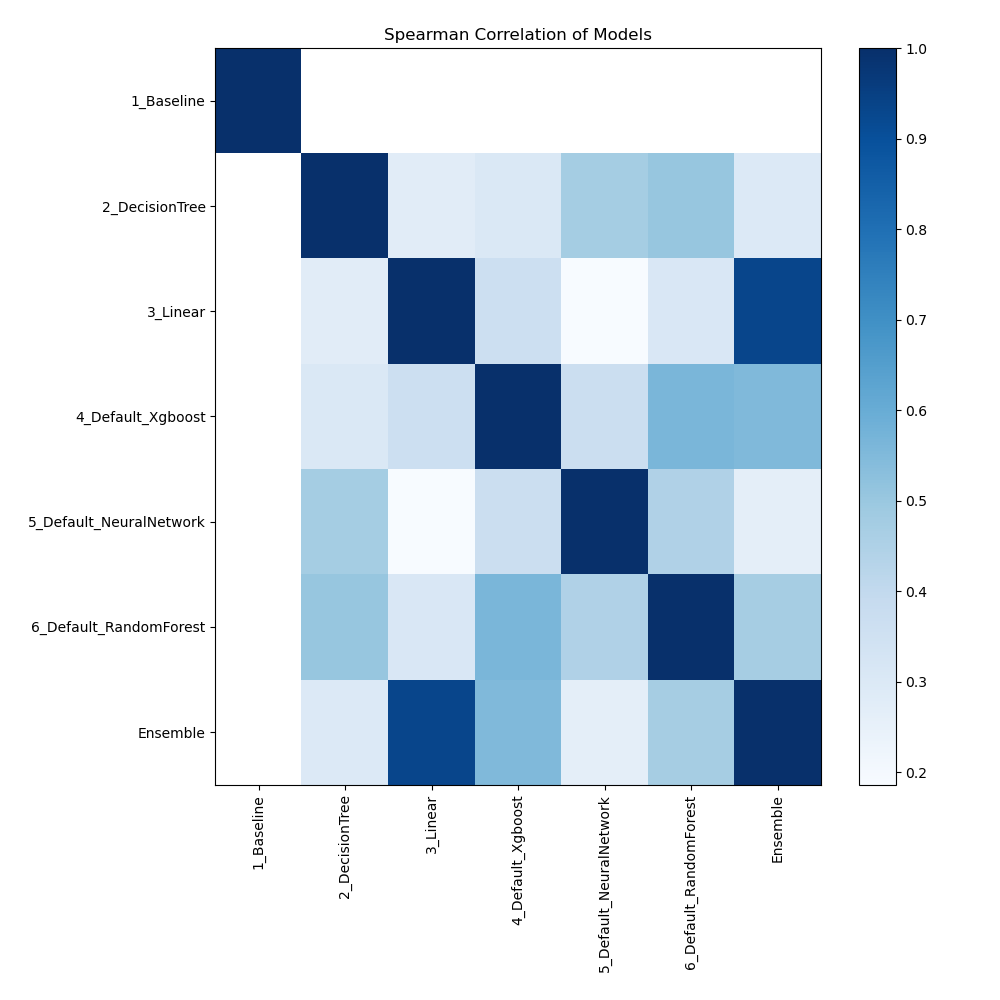 Spearman Correlation of Models
1_Baseline
2_DecisionTree
3_Linear
4_Default_Xgboost
5_Default_NeuralNetwork
6_Default_RandomForest
Ensemble
1_Baseline
2_DecisionTree
3_Linear
4_Default_Xgboost
5_Default_NeuralNetwork
6_Default_RandomForest
Ensemble
1.0
0.9
0.8
0.7
0.6
0.5
0.4
0.3
0.2